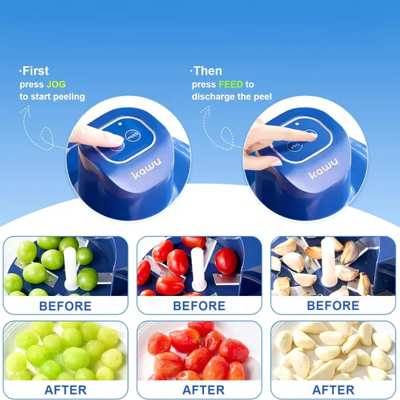 ·First
press JOG
to start peeling
·Then
press FEED to
discharge the peel
kawu
kawu
BEFORE
BEFORE
BEFORE
AFTER
AFTER
AFTER